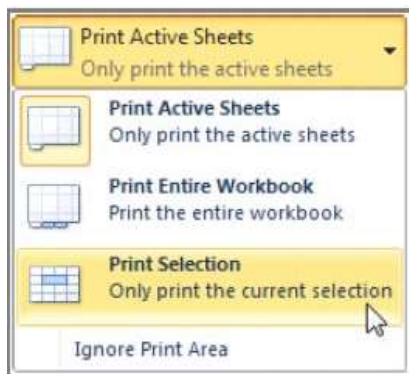 Print Active Sheets
Only print the active sheets
Print Active Sheets
Only print the active sheets
Print Entire Workbook
Print the entire workbook
Print Selection
Only print the current selection
Ignore Print Area